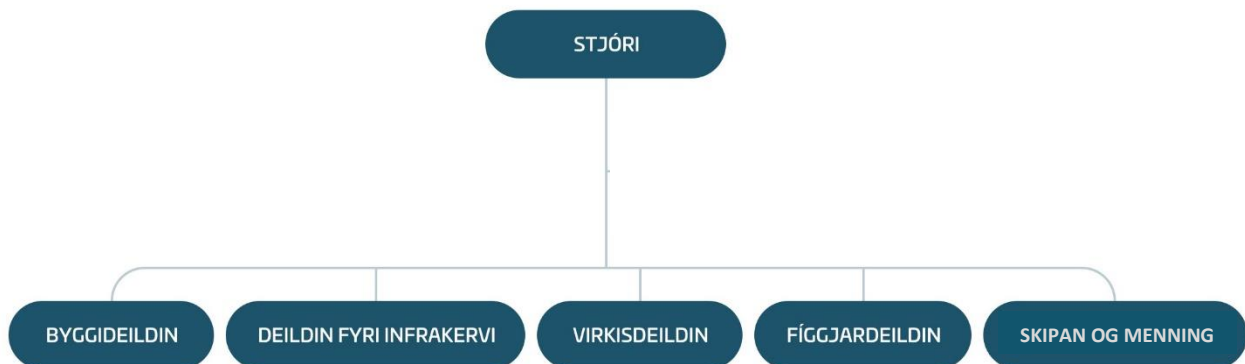 STJÓRI
BYGGIDEILDIN
DEILDIN FYRI INFRAKERVI
VIRKISDEILDIN
FÍGGJARDEILDIN
SKIPAN OG MENNING